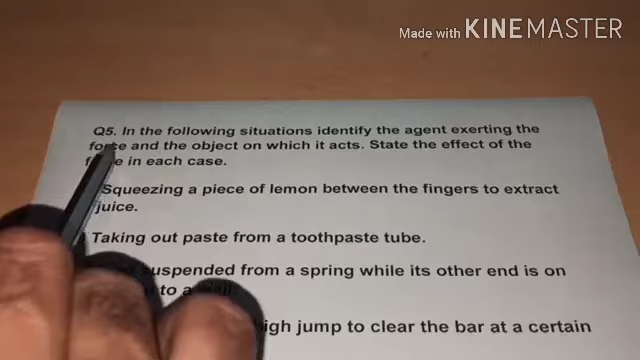 Made with KINEMASTER
Q5. In the following situations identify the agent exerting the
force and the object on which it acts. State the effect of the
in each case.
Squeezing a piece of lemon between the fingers to extract
juice.
Taking out paste from a toothpaste tube.
suspended from a spring while its other end is on
to a
high jump to clear the bar at a certain